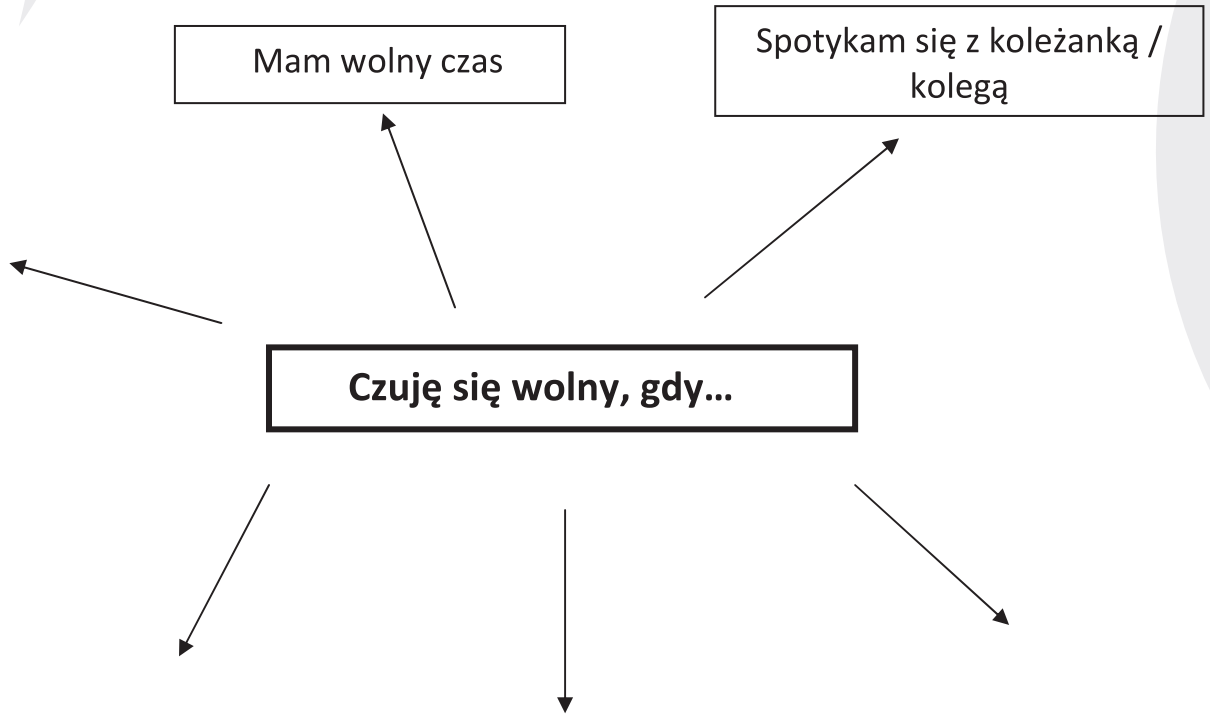 Mam wolny czas
Spotykam się z koleżanką /
kolegą
Czuję się wolny, gdy...